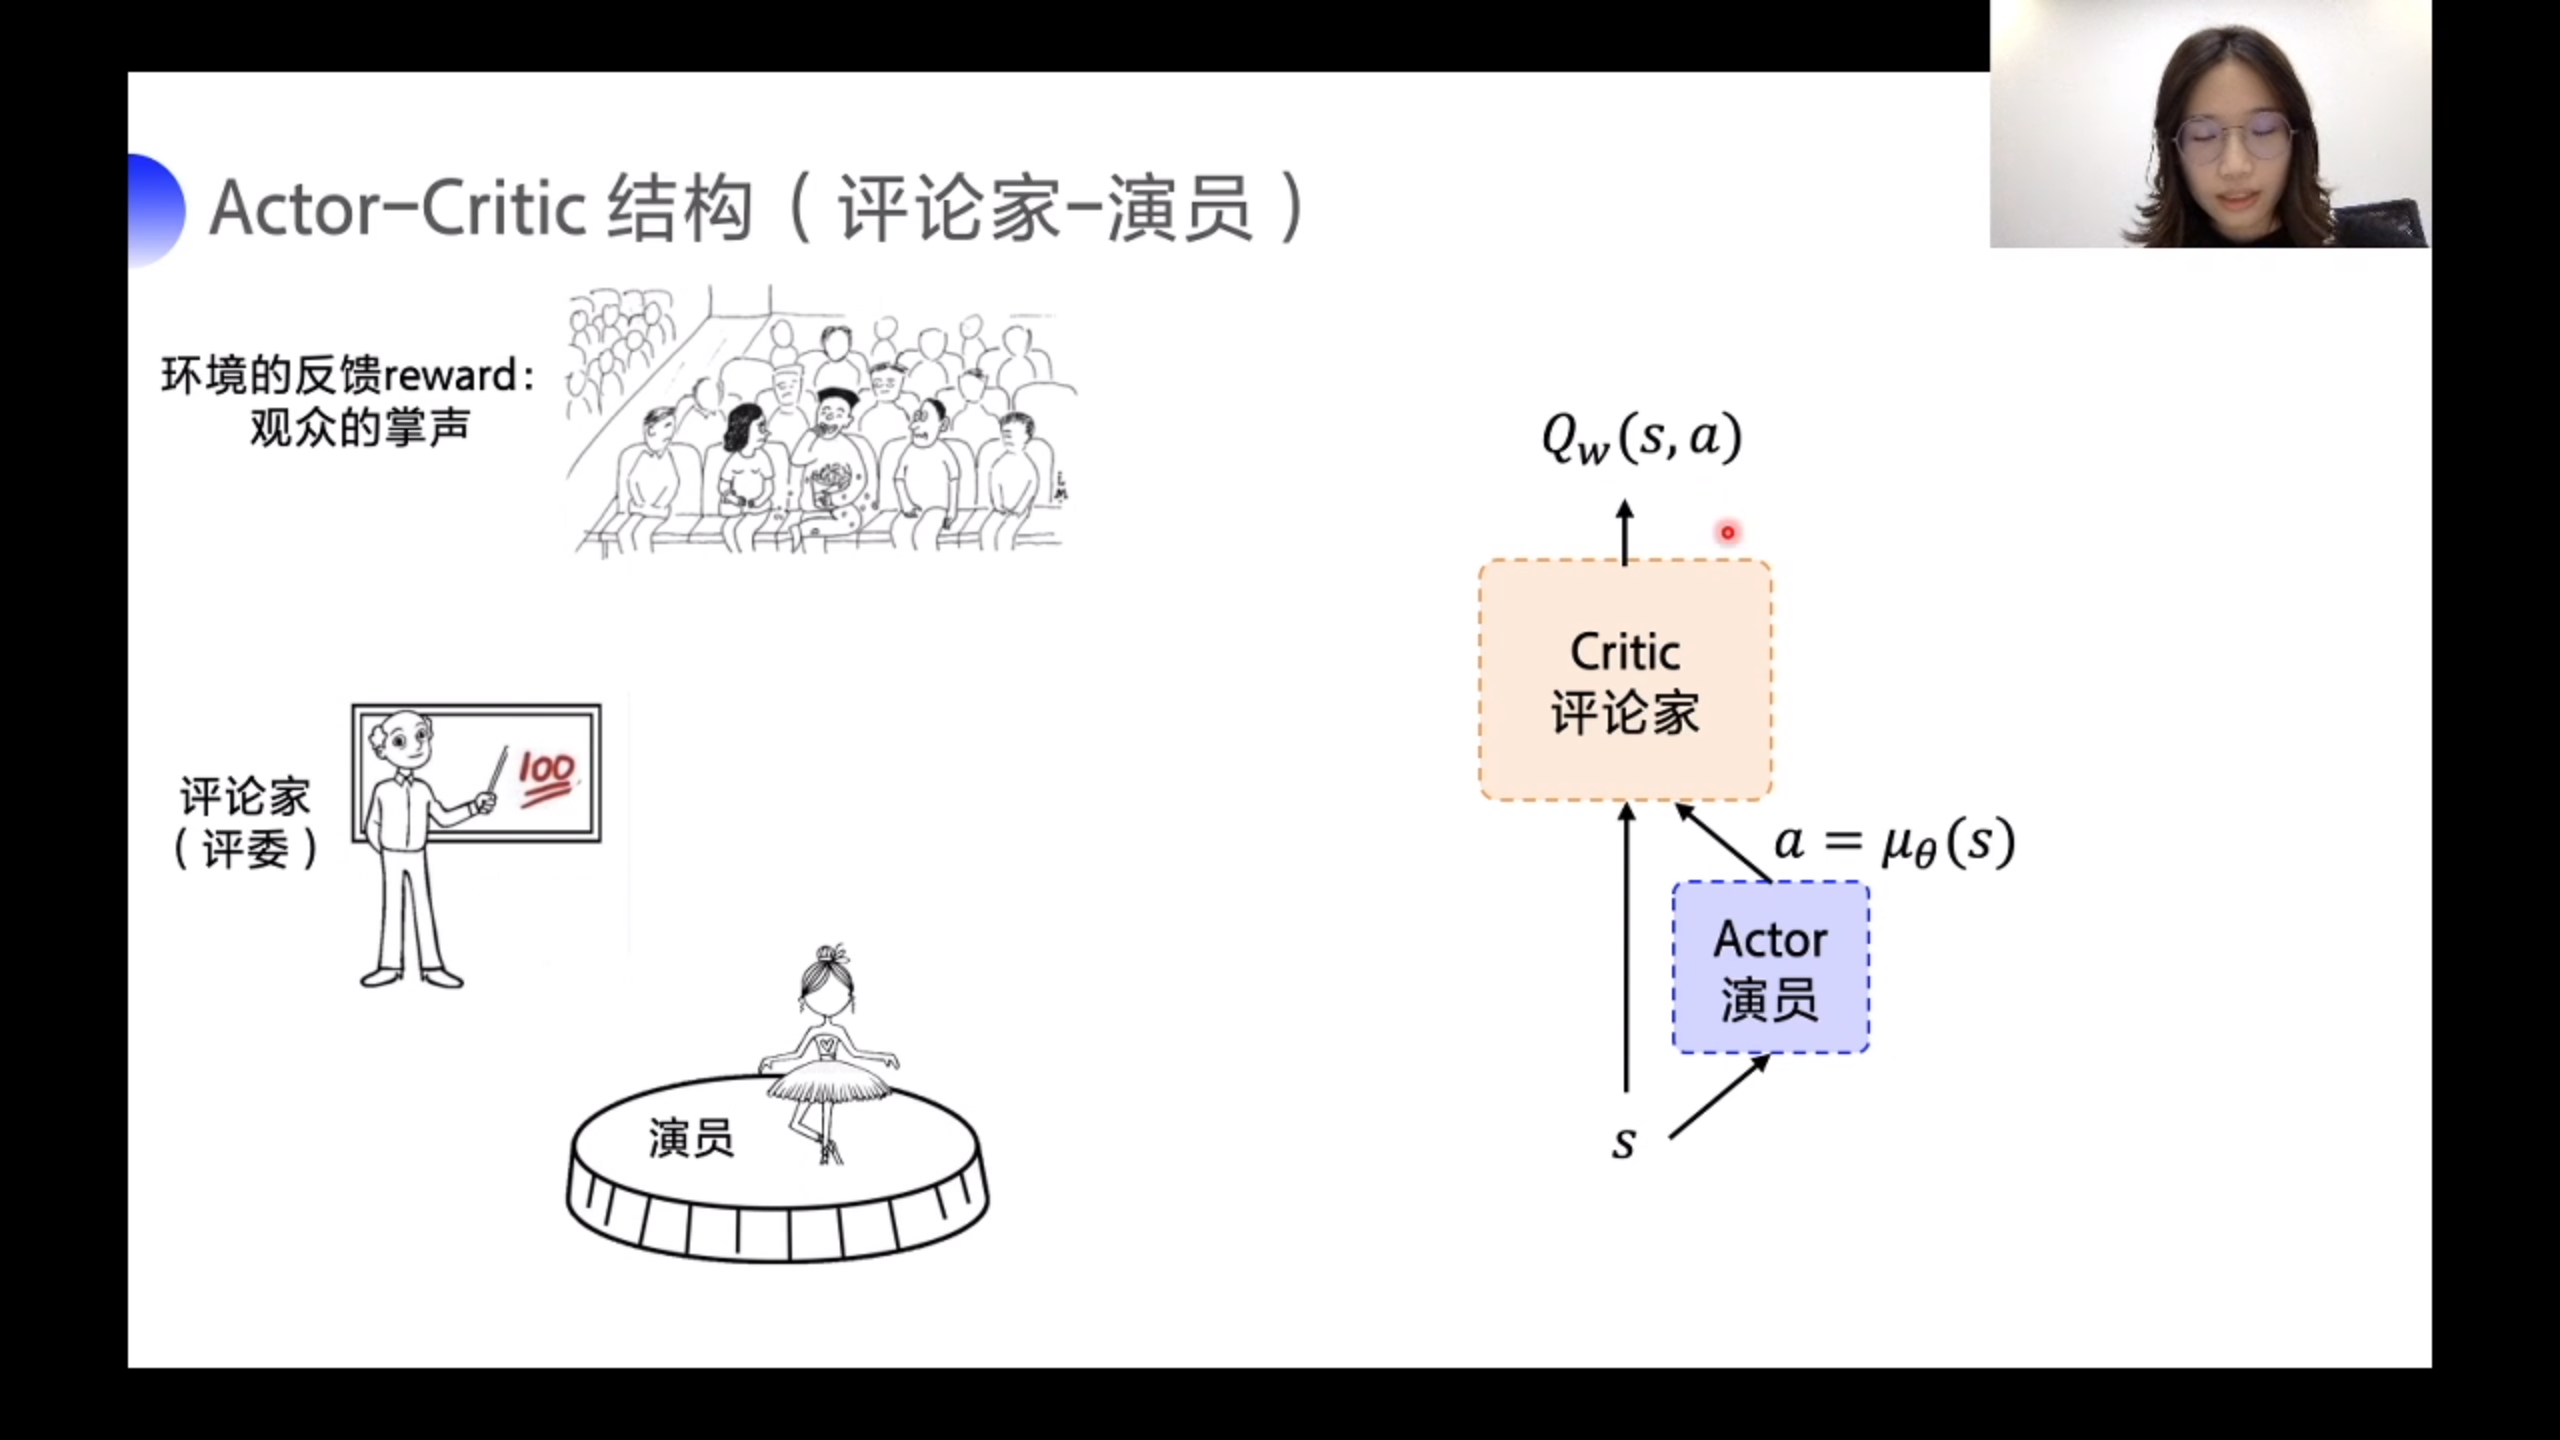 Actor-Critic 结构（评论家-演员）
环境的反馈reward：
观众的掌声
评论家
（评委）
100
演员
Q_w(s, a)
Critic
评论家
a = μ_θ(s)
Actor
演员
s